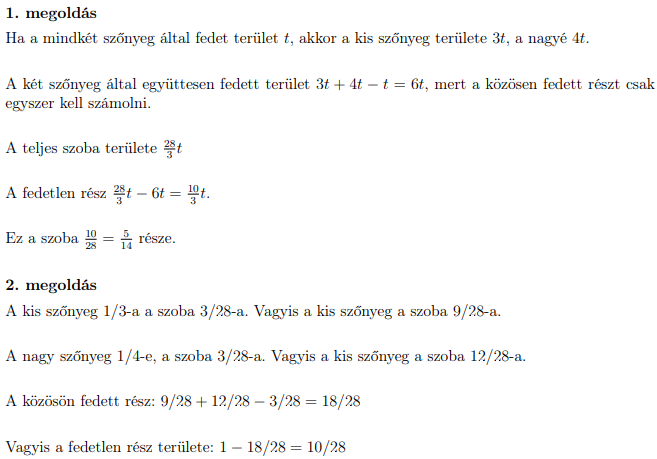 1. megoldás
Ha a mindkét szőnyeg által fedet terület t, akkor a kis szőnyeg területe 3t, a nagyé 4t.
A két szőnyeg által együttesen fedett terület 3t + 4t − t = 6t, mert a közösen fedett részt csak
egyszer kell számolni.
A teljes szoba területe 28/3 t
A fedetlen rész 28/3 t − 6t = 10/3 t.
Ez a szoba 10/28 = 5/14 része.
2. megoldás
A kis szőnyeg 1/3-a a szoba 3/28-a. Vagyis a kis szőnyeg a szoba 9/28-a.
A nagy szőnyeg 1/4-e, a szoba 3/28-a. Vagyis a kis szőnyeg a szoba 12/28-a.
A közösön fedett rész: 9/28 + 12/28 − 3/28 = 18/28
Vagyis a fedetlen rész területe: 1 − 18/28 = 10/28